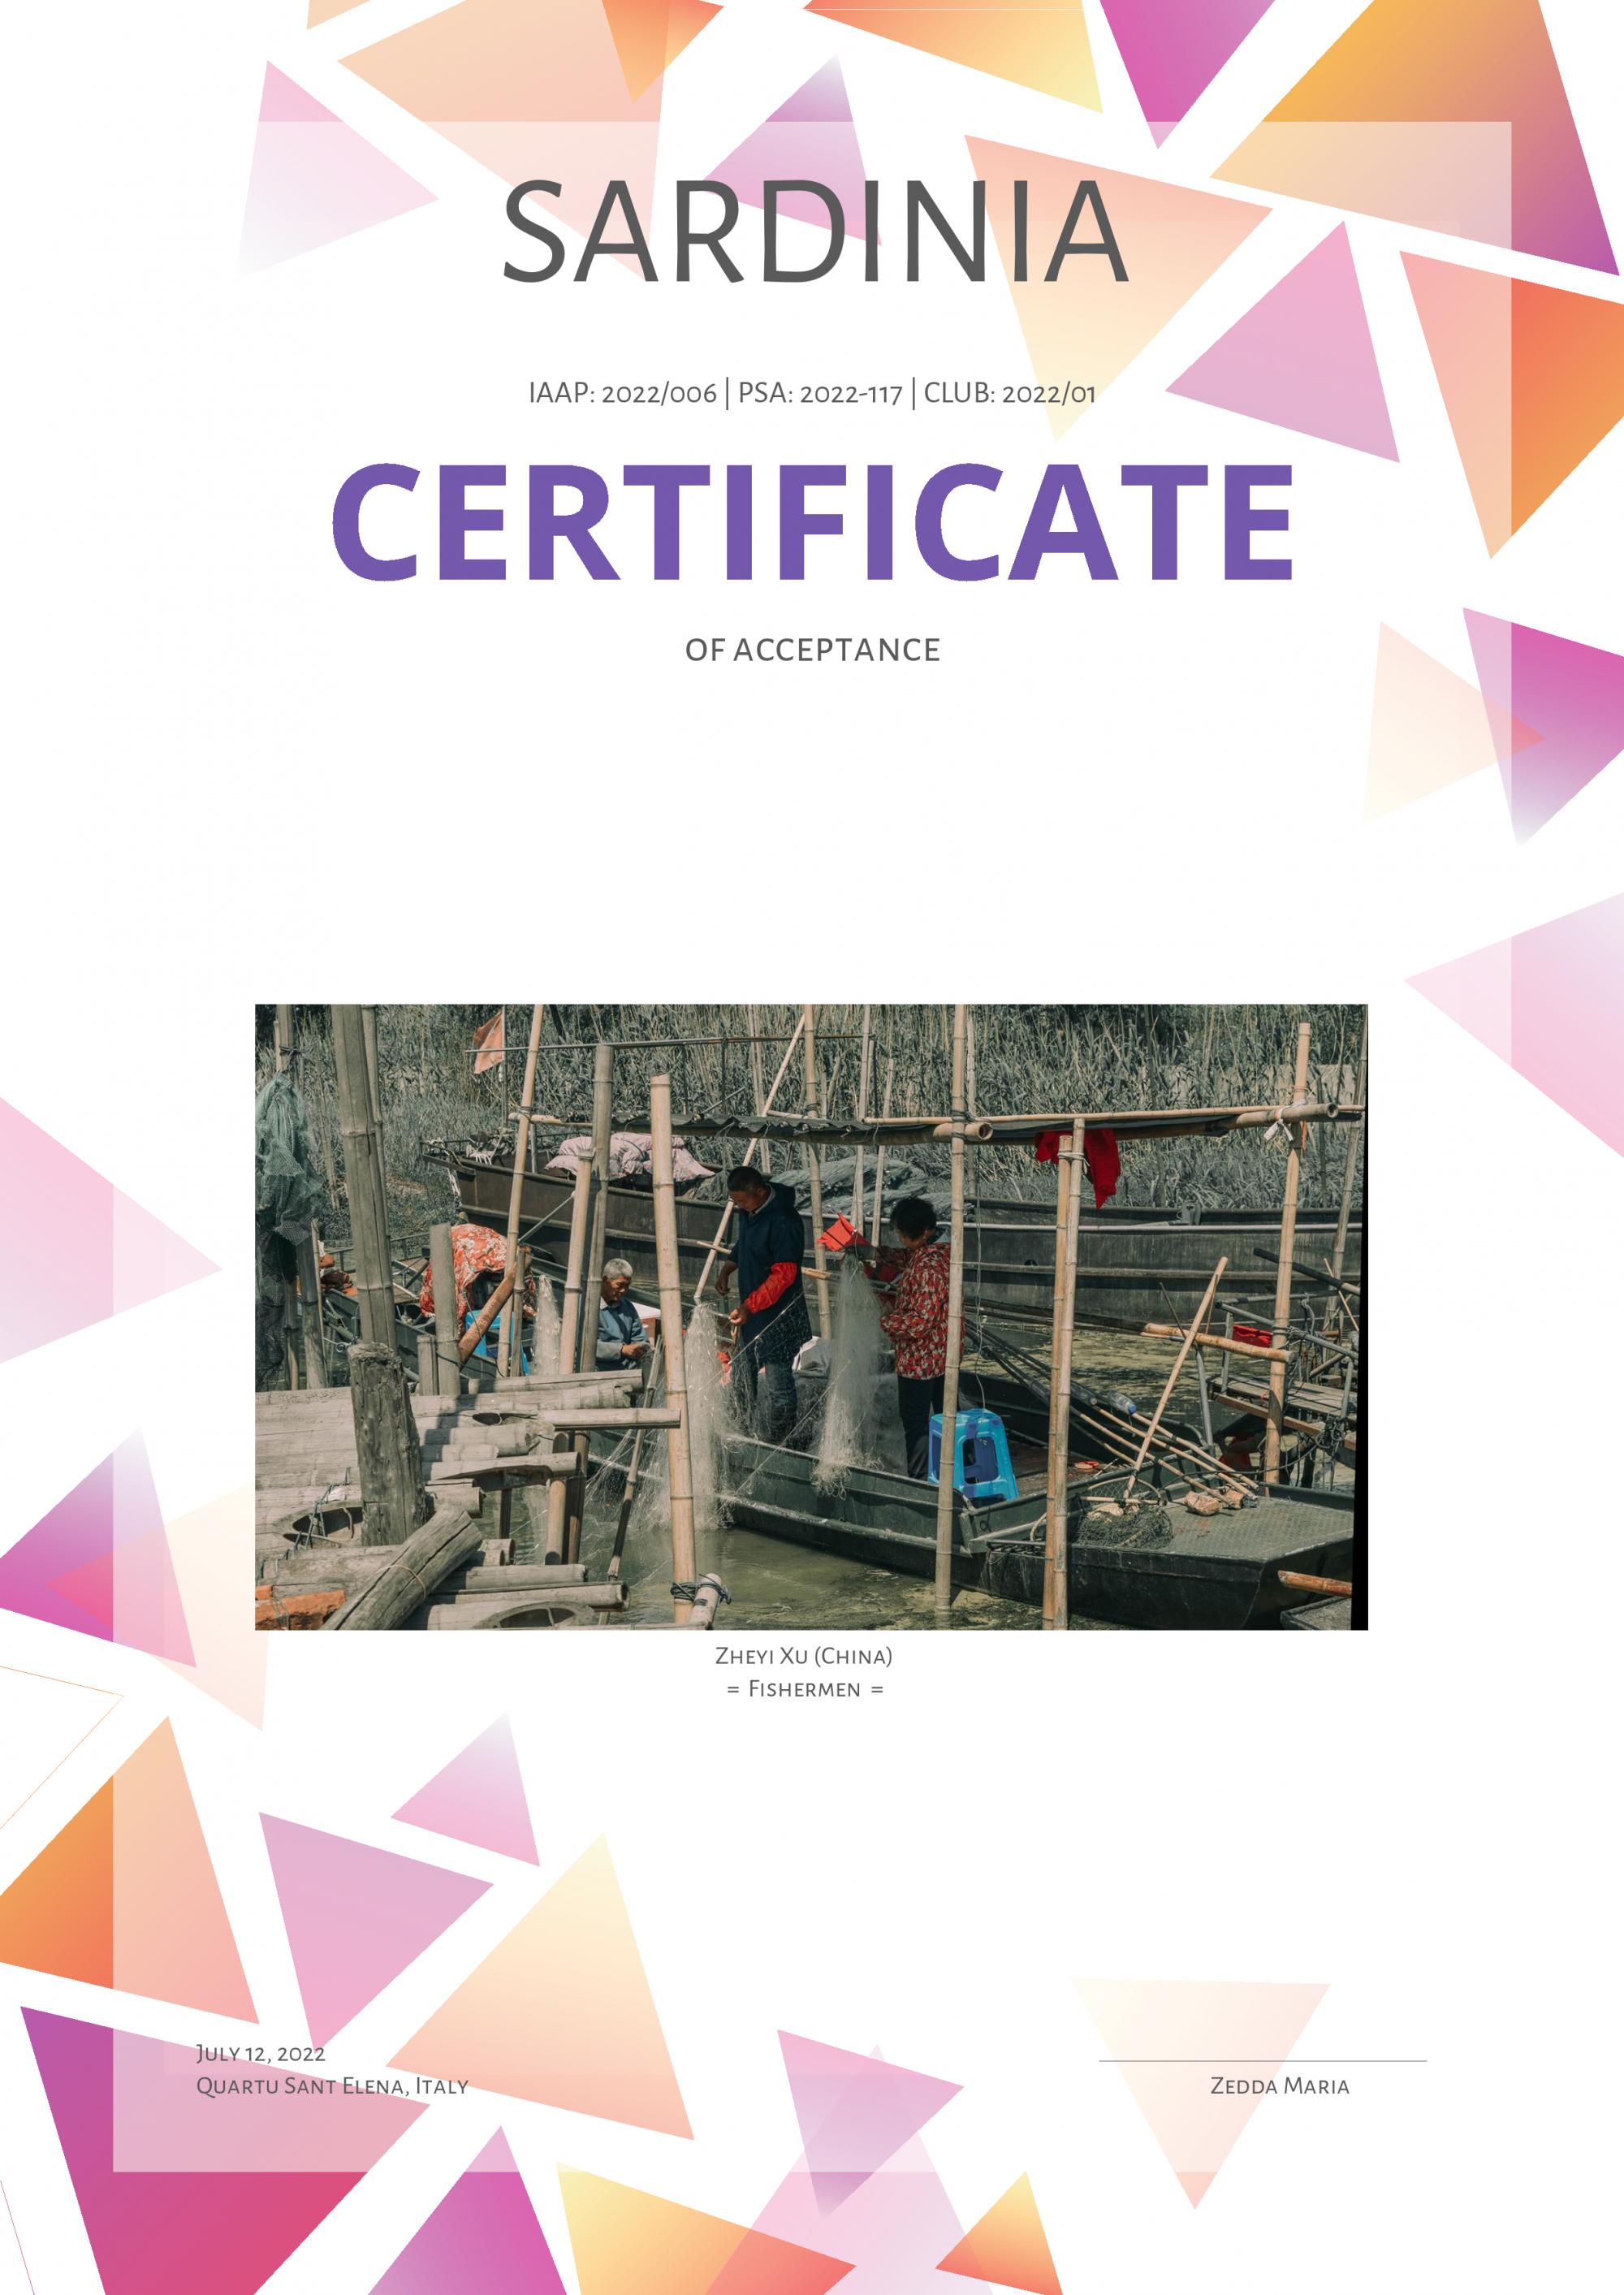 SARDINIA
IAAP: 2022/006 | PSA: 2022-117 | CLUB: 2022/01
CERTIFICATE
OF ACCEPTANCE
Zheyi Xu (China)
= Fishermen =
July 12, 2022
Quartu Sant Elena, Italy
Zedda Maria